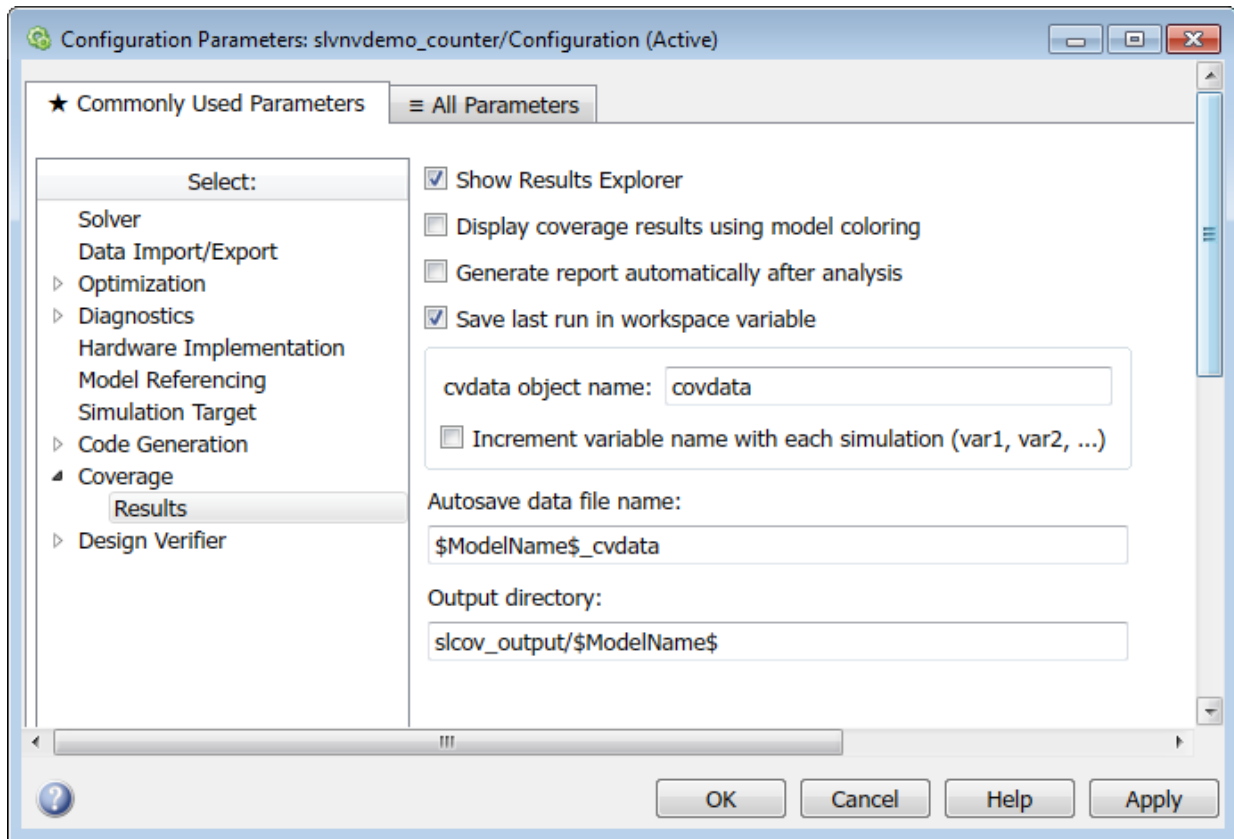 Configuration Parameters: slvnvdemo_counter/Configuration (Active)
★ Commonly Used Parameters
≡ All Parameters
Select:
Solver
Data Import/Export
Optimization
Diagnostics
Hardware Implementation
Model Referencing
Simulation Target
Code Generation
Coverage
Results
Design Verifier
Show Results Explorer
Display coverage results using model coloring
Generate report automatically after analysis
Save last run in workspace variable
cvdata object name: covdata
Increment variable name with each simulation (var1, var2, ...)
Autosave data file name:
$ModelName$_cvdata
Output directory:
slcov_output/$ModelName$
?
OK
Cancel
Help
Apply